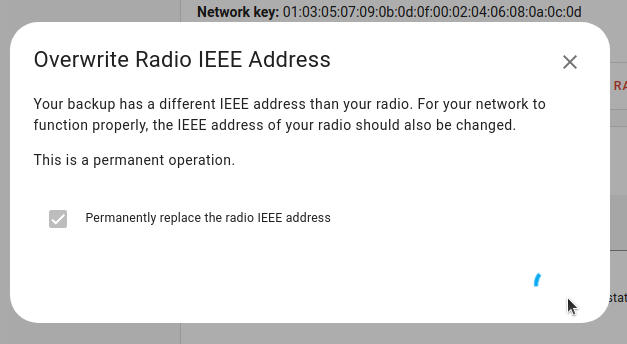 Network key: 01:03:05:07:09:0b:0d:0f:00:02:04:06:08:0a:0c:0d
Overwrite Radio IEEE Address
Your backup has a different IEEE address than your radio. For your network to
function properly, the IEEE address of your radio should also be changed.
This is a permanent operation.
Permanently replace the radio IEEE address